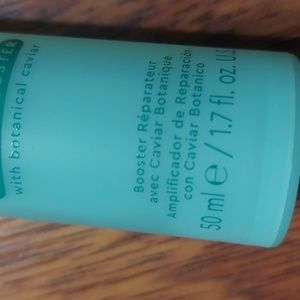 with botanical caviar
Booster Réparateur
avec Caviar Botanique
Amplificador de Reparación
con Caviar Botanico
50 ml e / 1.7 fl. oz. U.S.